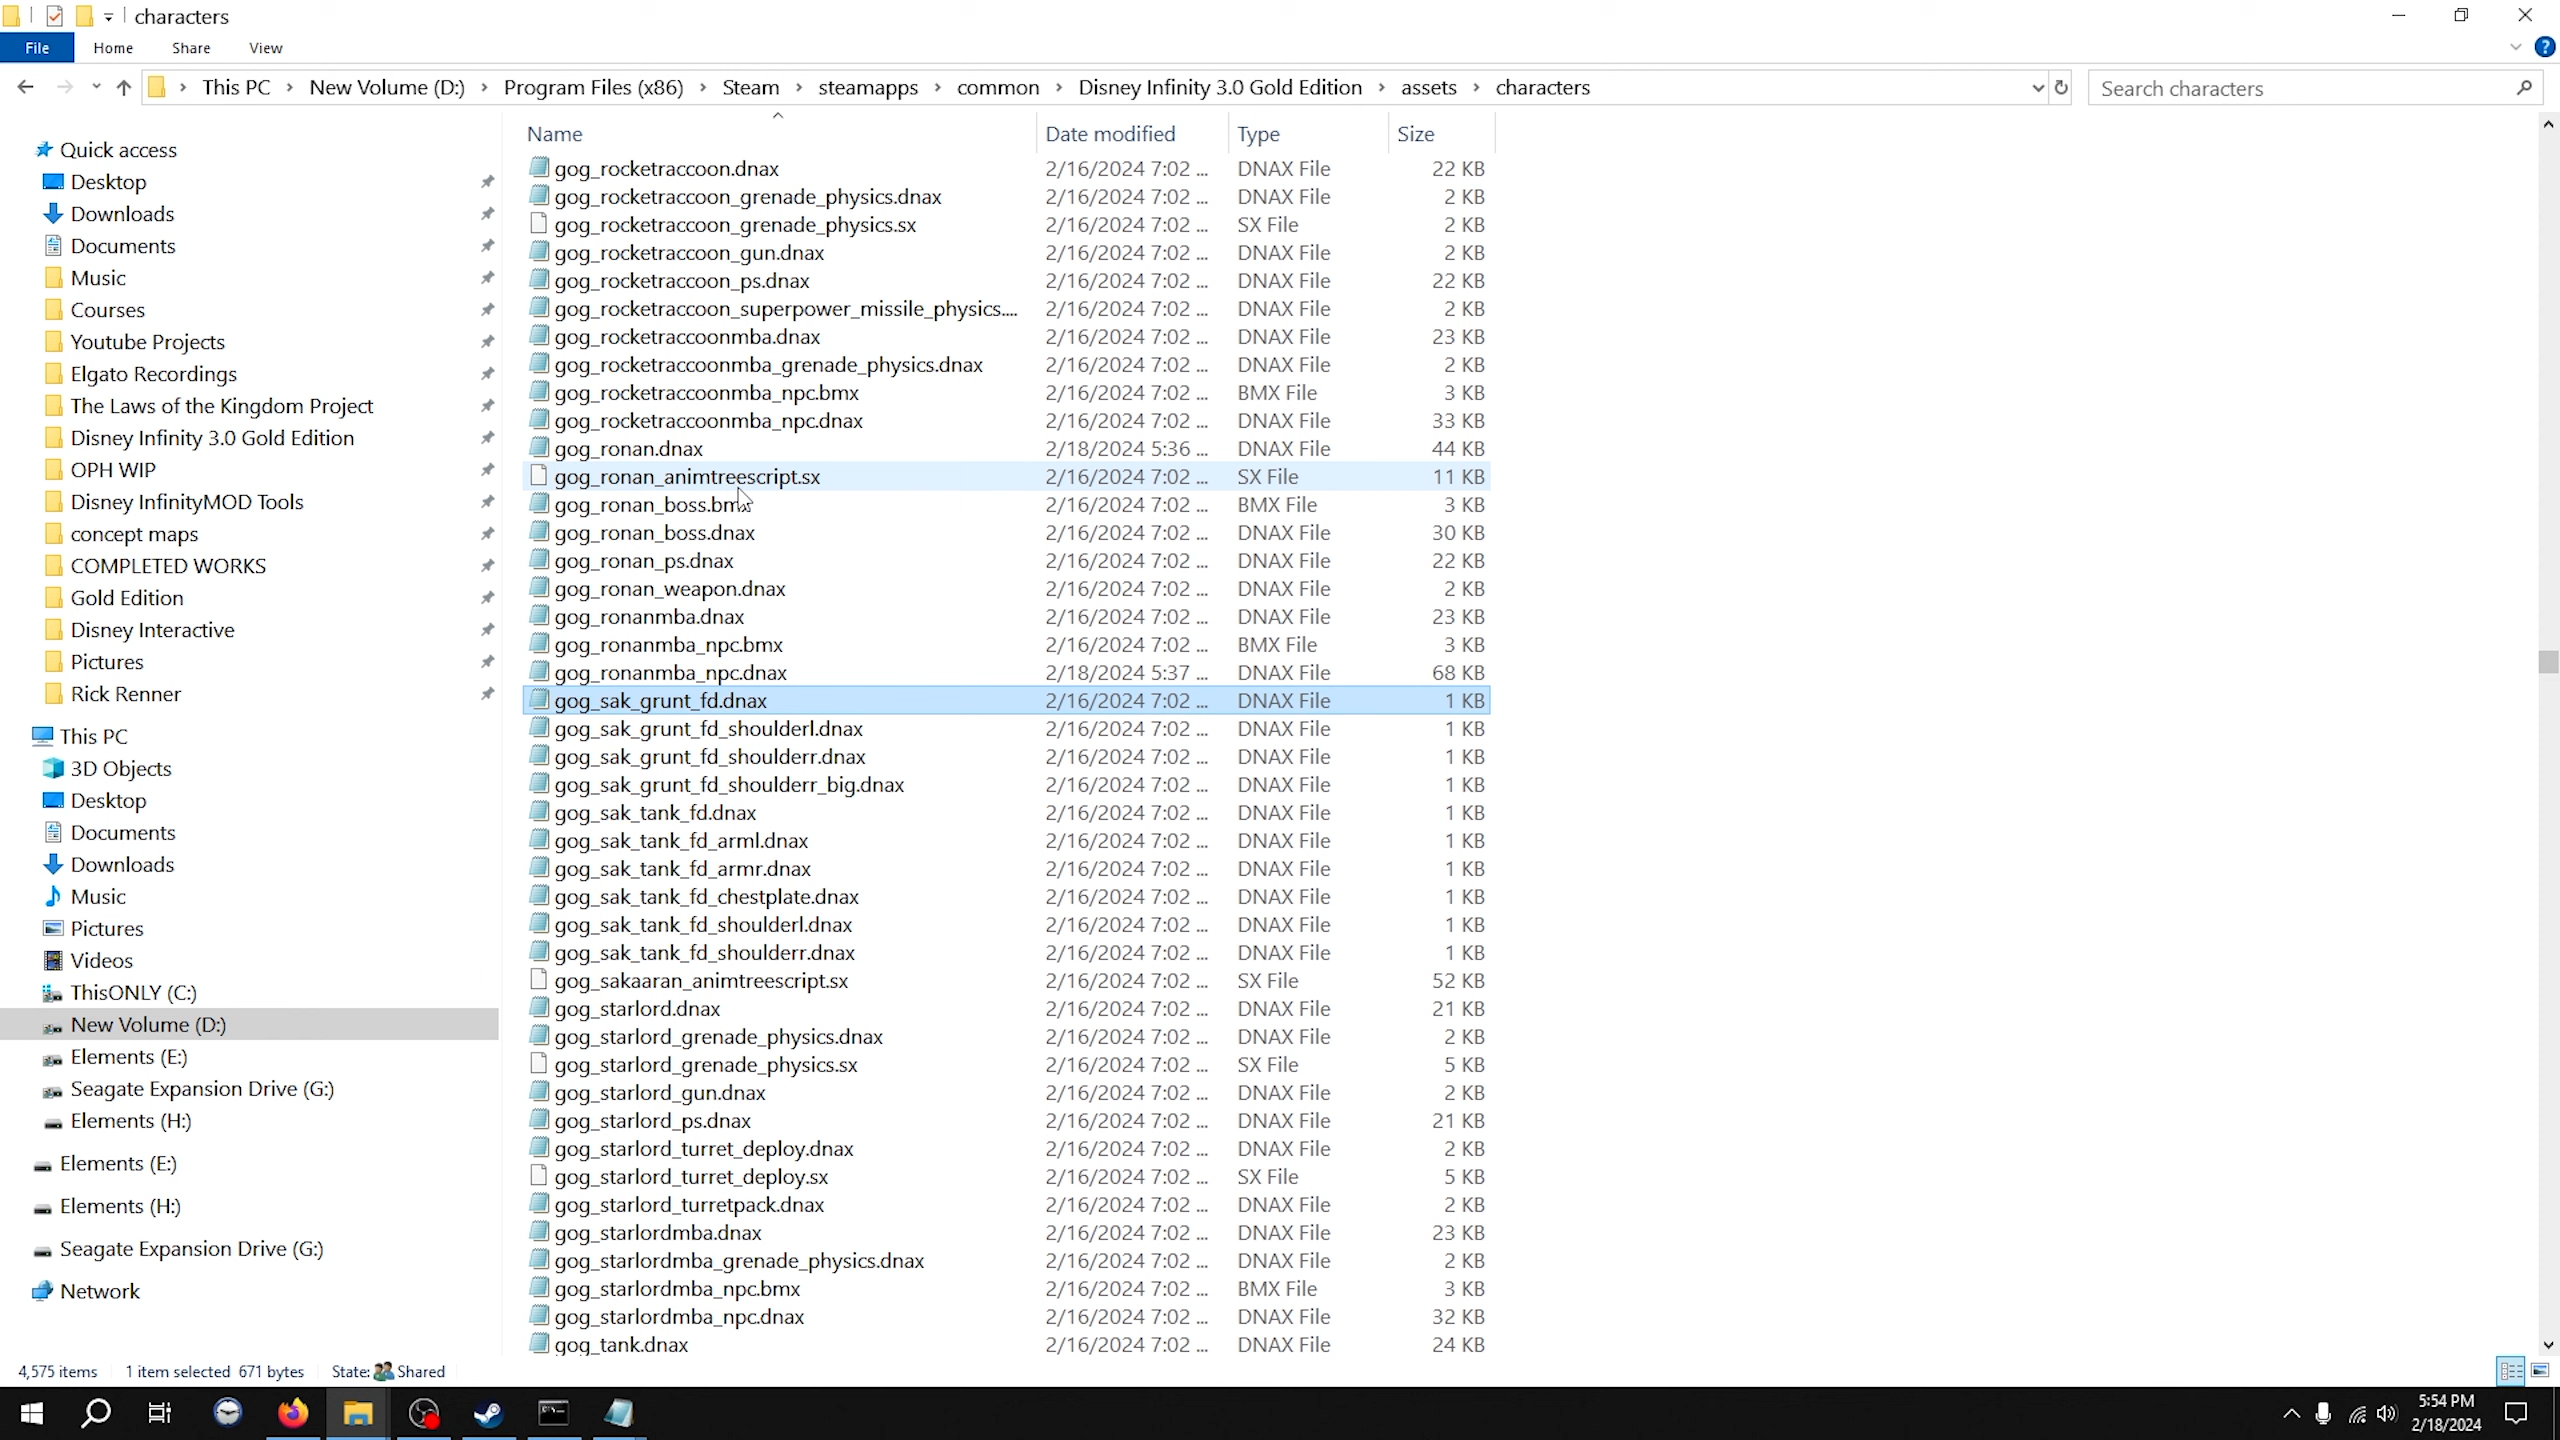 characters
File Home Share View
This PC New Volume (D:) Program Files (x86) Steam steamapps common Disney Infinity 3.0 Gold Edition assets characters
Search characters
Quick access
Desktop
Downloads
Documents
Music
Courses
Youtube Projects
Elgato Recordings
The Laws of the Kingdom Project
Disney Infinity 3.0 Gold Edition
OPH WIP
Disney InfinityMOD Tools
concept maps
COMPLETED WORKS
Gold Edition
Disney Interactive
Pictures
Rick Renner
This PC
3D Objects
Desktop
Documents
Downloads
Music
Pictures
Videos
ThisONLY (C:)
New Volume (D:)
Elements (E:)
Seagate Expansion Drive (G:)
Elements (H:)
Elements (E:)
Elements (H:)
Seagate Expansion Drive (G:)
Network
Name Date modified Type Size
gog_rocketraccoon.dnax 2/16/2024 7:02 ... DNAX File 22 KB
gog_rocketraccoon_grenade_physics.dnax 2/16/2024 7:02 ... DNAX File 2 KB
gog_rocketraccoon_grenade_physics.sx 2/16/2024 7:02 ... SX File 2 KB
gog_rocketraccoon_gun.dnax 2/16/2024 7:02 ... DNAX File 2 KB
gog_rocketraccoon_ps.dnax 2/16/2024 7:02 ... DNAX File 22 KB
gog_rocketraccoon_superpower_missile_physics.... 2/16/2024 7:02 ... DNAX File 2 KB
gog_rocketraccoonmba.dnax 2/16/2024 7:02 ... DNAX File 23 KB
gog_rocketraccoonmba_grenade_physics.dnax 2/16/2024 7:02 ... DNAX File 2 KB
gog_rocketraccoonmba_npc.bmx 2/16/2024 7:02 ... BMX File 3 KB
gog_rocketraccoonmba_npc.dnax 2/16/2024 7:02 ... DNAX File 33 KB
gog_ronan.dnax 2/18/2024 5:36 ... DNAX File 44 KB
gog_ronan_animtreescript.sx 2/16/2024 7:02 ... SX File 11 KB
gog_ronan_boss.bmx 2/16/2024 7:02 ... BMX File 3 KB
gog_ronan_boss.dnax 2/16/2024 7:02 ... DNAX File 30 KB
gog_ronan_ps.dnax 2/16/2024 7:02 ... DNAX File 22 KB
gog_ronan_weapon.dnax 2/16/2024 7:02 ... DNAX File 2 KB
gog_ronanmba.dnax 2/16/2024 7:02 ... DNAX File 23 KB
gog_ronanmba_npc.bmx 2/16/2024 7:02 ... BMX File 3 KB
gog_ronanmba_npc.dnax 2/18/2024 5:37 ... DNAX File 68 KB
gog_sak_grunt_fd.dnax 2/16/2024 7:02 ... DNAX File 1 KB
gog_sak_grunt_fd_shoulderl.dnax 2/16/2024 7:02 ... DNAX File 1 KB
gog_sak_grunt_fd_shoulderr.dnax 2/16/2024 7:02 ... DNAX File 1 KB
gog_sak_grunt_fd_shoulderr_big.dnax 2/16/2024 7:02 ... DNAX File 1 KB
gog_sak_tank_fd.dnax 2/16/2024 7:02 ... DNAX File 1 KB
gog_sak_tank_fd_arml.dnax 2/16/2024 7:02 ... DNAX File 1 KB
gog_sak_tank_fd_armr.dnax 2/16/2024 7:02 ... DNAX File 1 KB
gog_sak_tank_fd_chestplate.dnax 2/16/2024 7:02 ... DNAX File 1 KB
gog_sak_tank_fd_shoulderl.dnax 2/16/2024 7:02 ... DNAX File 1 KB
gog_sak_tank_fd_shoulderr.dnax 2/16/2024 7:02 ... DNAX File 1 KB
gog_sakaaran_animtreescript.sx 2/16/2024 7:02 ... SX File 52 KB
gog_starlord.dnax 2/16/2024 7:02 ... DNAX File 21 KB
gog_starlord_grenade_physics.dnax 2/16/2024 7:02 ... DNAX File 2 KB
gog_starlord_grenade_physics.sx 2/16/2024 7:02 ... SX File 5 KB
gog_starlord_gun.dnax 2/16/2024 7:02 ... DNAX File 2 KB
gog_starlord_ps.dnax 2/16/2024 7:02 ... DNAX File 21 KB
gog_starlord_turret_deploy.dnax 2/16/2024 7:02 ... DNAX File 2 KB
gog_starlord_turret_deploy.sx 2/16/2024 7:02 ... SX File 5 KB
gog_starlord_turretpack.dnax 2/16/2024 7:02 ... DNAX File 2 KB
gog_starlordmba.dnax 2/16/2024 7:02 ... DNAX File 23 KB
gog_starlordmba_grenade_physics.dnax 2/16/2024 7:02 ... DNAX File 2 KB
gog_starlordmba_npc.bmx 2/16/2024 7:02 ... BMX File 3 KB
gog_starlordmba_npc.dnax 2/16/2024 7:02 ... DNAX File 32 KB
gog_tank.dnax 2/16/2024 7:02 ... DNAX File 24 KB
4,575 items 1 item selected 671 bytes State: Shared
5:54 PM
2/18/2024